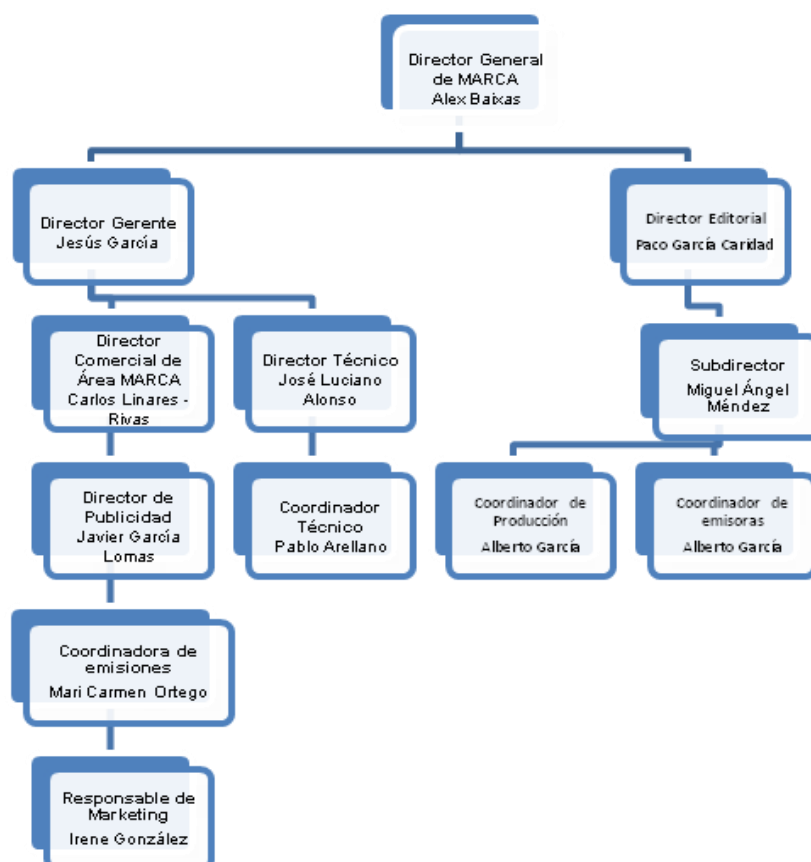 Director General
de MARCA
Alex Baixas
Director Gerente
Jesús García
Director Editorial
Paco García Caridad
Director
Comercial de
Área MARCA
Carlos Linares -
Rivas
Director Técnico
José Luciano
Alonso
Subdirector
Miguel Ángel
Méndez
Director de
Publicidad
Javier García
Lomas
Coordinador
Técnico
Pablo Arellano
Coordinador de
Producción
Alberto García
Coordinador de
emisoras
Alberto García
Coordinadora de
emisiones
Mari Carmen Ortego
Responsable de
Marketing
Irene González